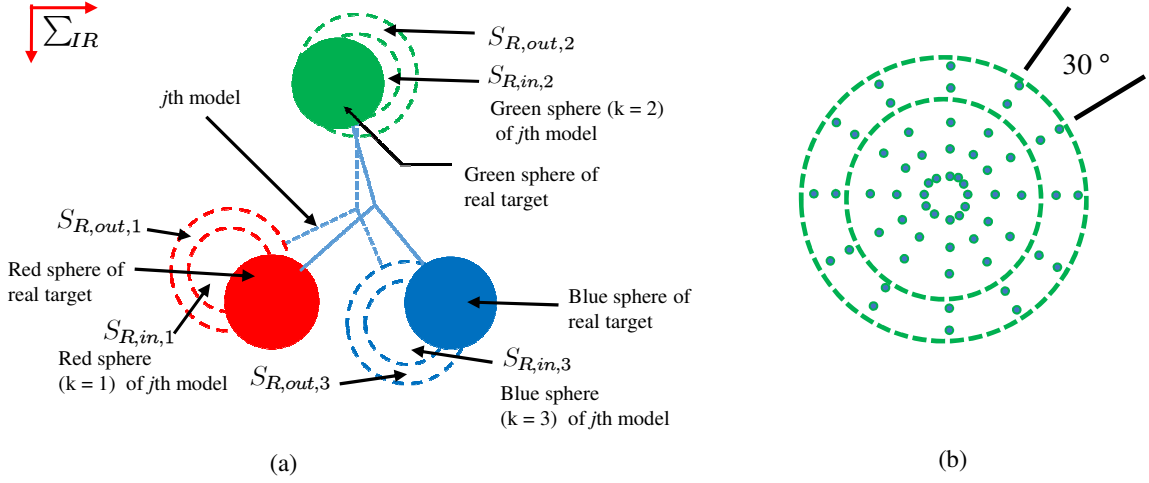 ∑IR
S_{R,out,2}
S_{R,in,2}
jth model
Green sphere (k = 2)
of jth model
Green sphere of
real target
S_{R,out,1}
Red sphere of
real target
S_{R,in,1}
Red sphere
(k = 1) of jth model
Blue sphere of
real target
S_{R,in,3}
S_{R,out,3}
Blue sphere
(k = 3) of jth model
(a)
30 °
(b)